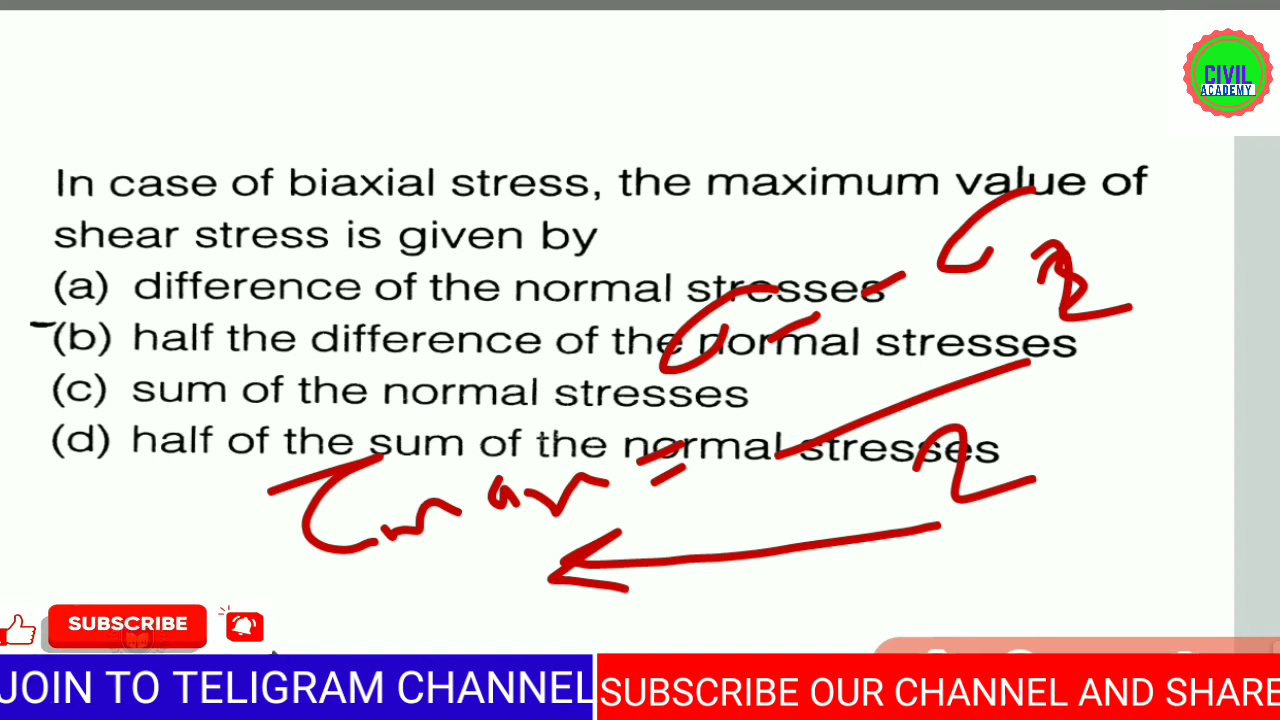 CIVIL
ACADEMY
In case of biaxial stress, the maximum value of
shear stress is given by
(a) difference of the normal stresses
(b) half the difference of the normal stresses
(c) sum of the normal stresses
(d) half of the sum of the normal stresses
SUBSCRIBE
JOIN TO TELIGRAM CHANNEL
SUBSCRIBE OUR CHANNEL AND SHARE